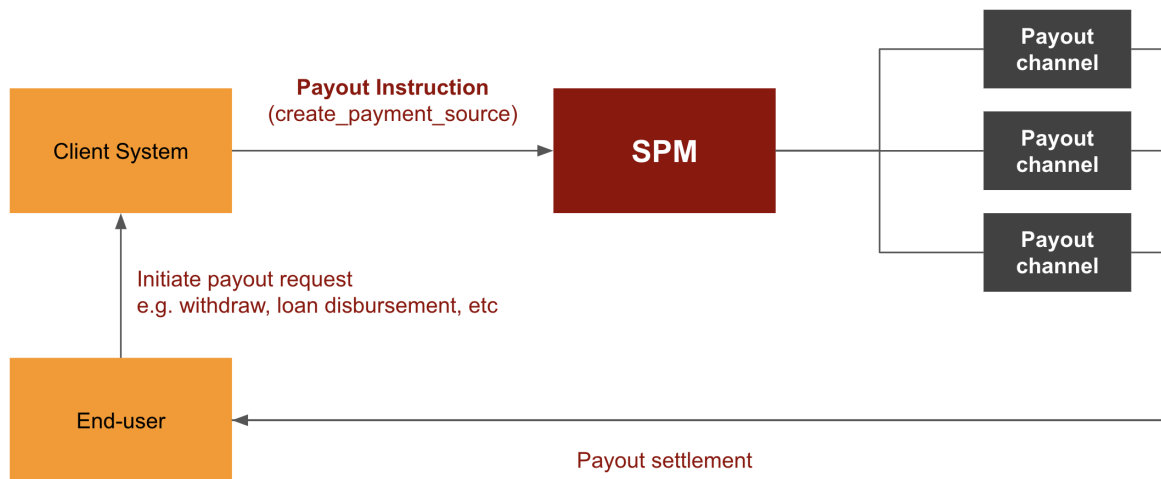 Payout
channel
Payout Instruction
(create_payment_source)
Client System
SPM
Payout
channel
Payout
channel
Initiate payout request
e.g. withdraw, loan disbursement, etc
End-user
Payout settlement